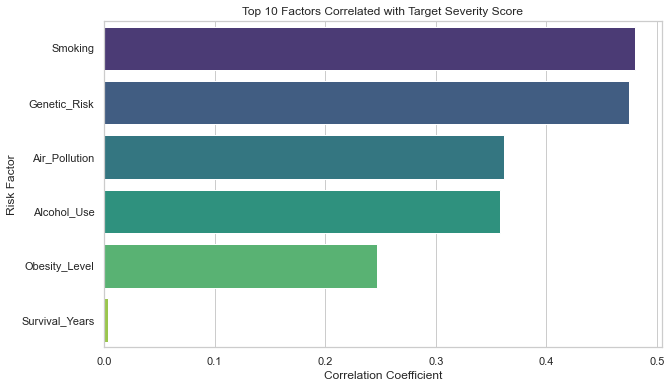 Top 10 Factors Correlated with Target Severity Score
Risk Factor
Smoking
Genetic_Risk
Air_Pollution
Alcohol_Use
Obesity_Level
Survival_Years
0.0 0.1 0.2 0.3 0.4 0.5
Correlation Coefficient